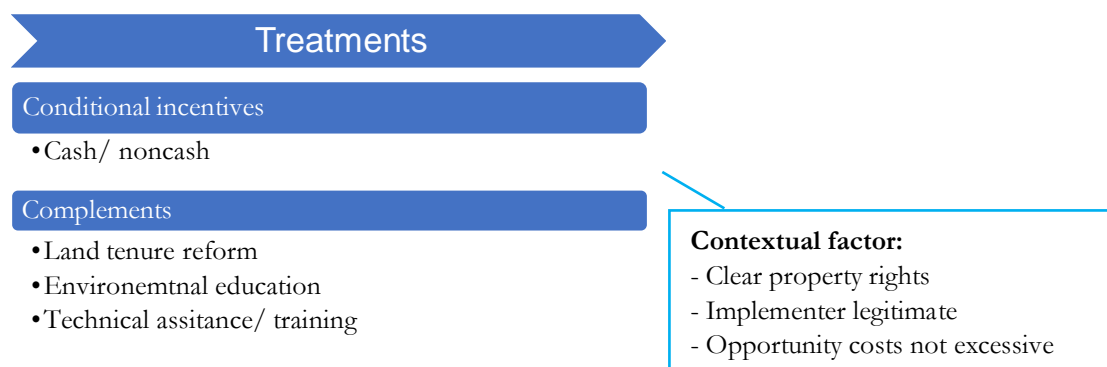 Treatments
Conditional incentives
•Cash/ noncash
Complements
•Land tenure reform
•Environemtnal education
•Technical assitance/ training
Contextual factor:
- Clear property rights
- Implementer legitimate
- Opportunity costs not excessive